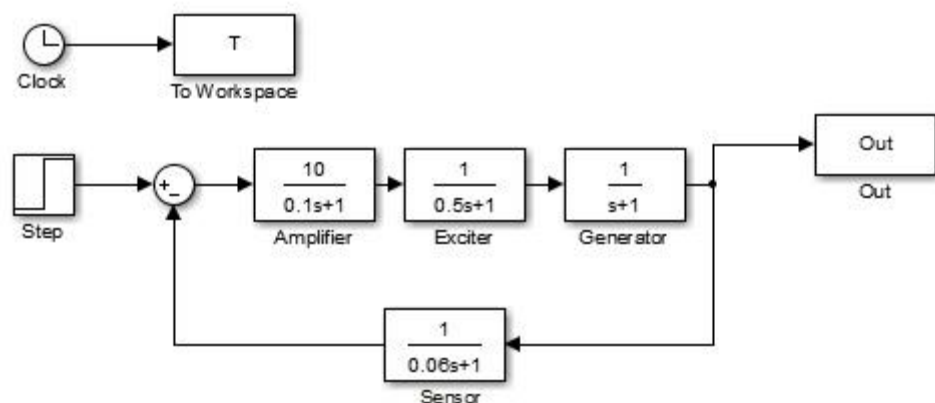 T
Clock
To Workspace
Out
Out
+
-
10
0.1s+1
1
0.5s+1
1
s+1
Step
Amplifier
Exciter
Generator
1
0.06s+1
Sensor